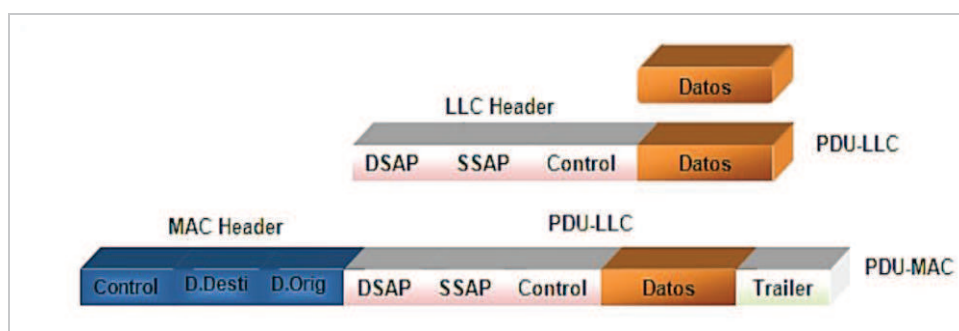 Datos
LLC Header
DSAP SSAP Control Datos PDU-LLC
MAC Header PDU-LLC
Control D.Desti D.Orig DSAP SSAP Control Datos Trailer PDU-MAC